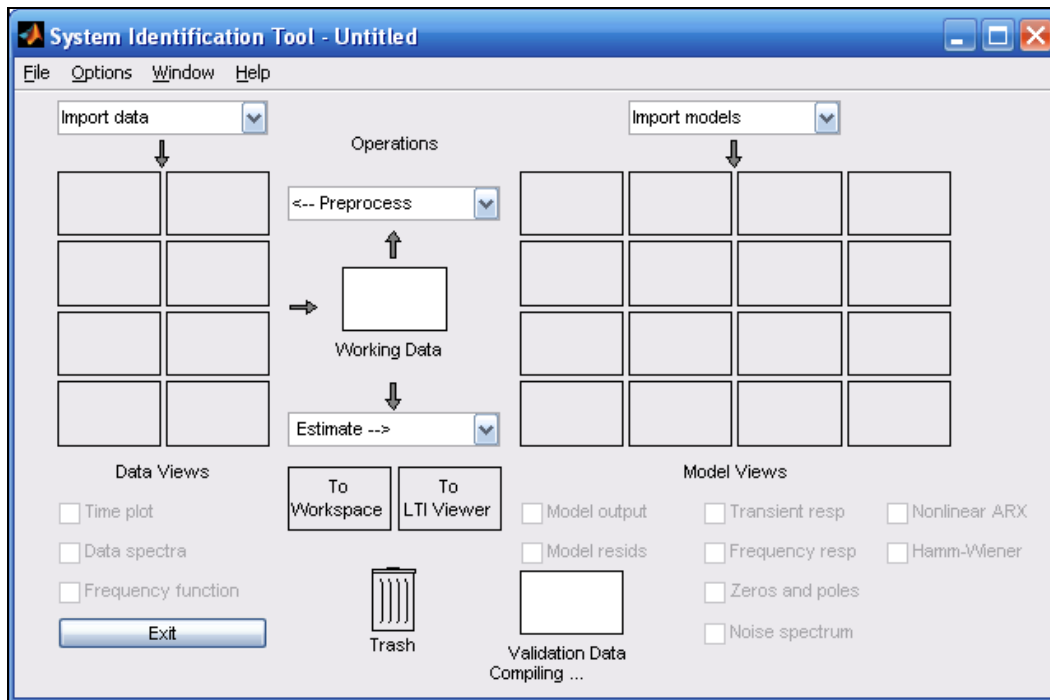 System Identification Tool - Untitled
File Options Window Help
Import data
Import models
Operations
<-- Preprocess
Working Data
Estimate -->
Data Views
Model Views
To
Workspace
To
LTI Viewer
Time plot
Data spectra
Frequency function
Model output
Transient resp
Nonlinear ARX
Model resids
Frequency resp
Hamm-Wiener
Zeros and poles
Noise spectrum
Exit
Trash
Validation Data
Compiling ...